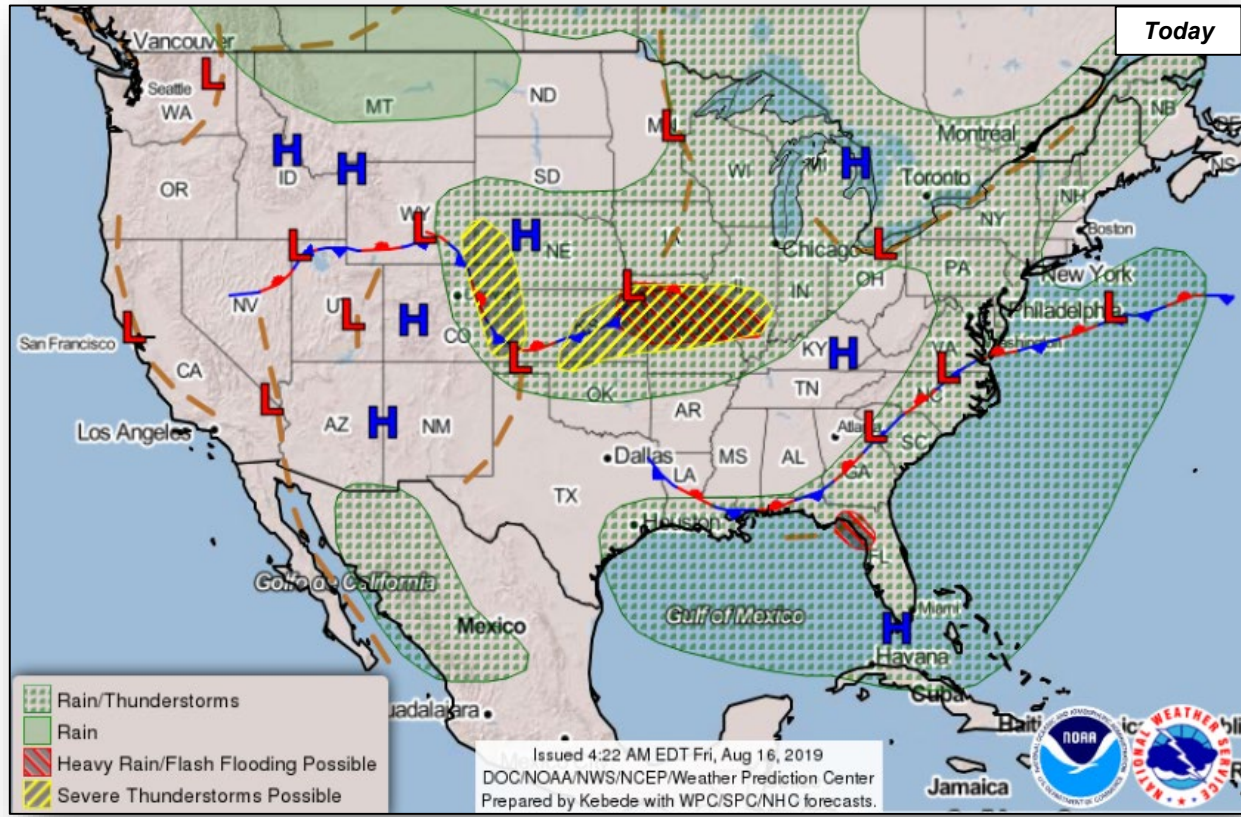 Today
Vancouver
Seattle
WA
MT
ND
MN
Montréal
NB
NS
OR
ID
SD
WI
MI
Toronto
NH
NY
Boston
WY
NE
IA
Chicago
OH
PA
New York
Philadelphia
Washington
NV
UT
CO
IN
San Francisco
CA
KY
VA
TN
NC
AZ
NM
OK
AR
Atlanta
SC
Los Angeles
Dallas
LA
MS
AL
GA
TX
Houston
FL
Golfo de California
Gulf of Mexico
Miami
Mexico
Havana
Cuba
Jamaica
H
H
H
H
H
H
H
H
L
L
L
L
L
L
L
L
L
L
L
L
L
Rain/Thunderstorms
Rain
Heavy Rain/Flash Flooding Possible
Severe Thunderstorms Possible
Issued 4:22 AM EDT Fri, Aug 16, 2019
DOC/NOAA/NWS/NCEP/Weather Prediction Center
Prepared by Kebede with WPC/SPC/NHC forecasts.
NOAA
NATIONAL WEATHER SERVICE